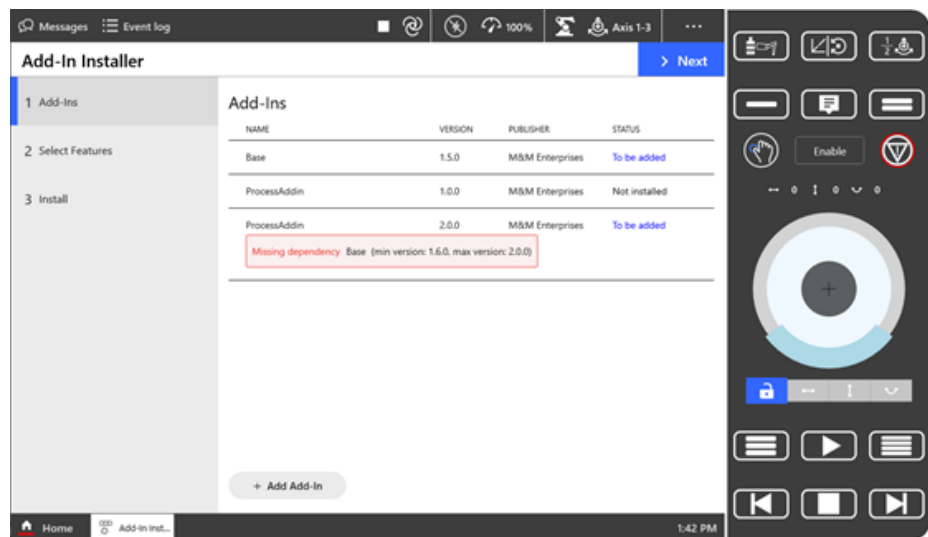 Messages Event log 100% Axis 1-3 ...
Add-In Installer > Next
1 Add-Ins
2 Select Features
3 Install
Add-Ins
NAME VERSION PUBLISHER STATUS
Base 1.5.0 M&M Enterprises To be added
ProcessAddin 1.0.0 M&M Enterprises Not installed
ProcessAddin 2.0.0 M&M Enterprises To be added
Missing dependency Base (min version: 1.6.0, max version: 2.0.0)
+ Add Add-In
Home Add-in inst... 1:42 PM
Enable
0 0 0